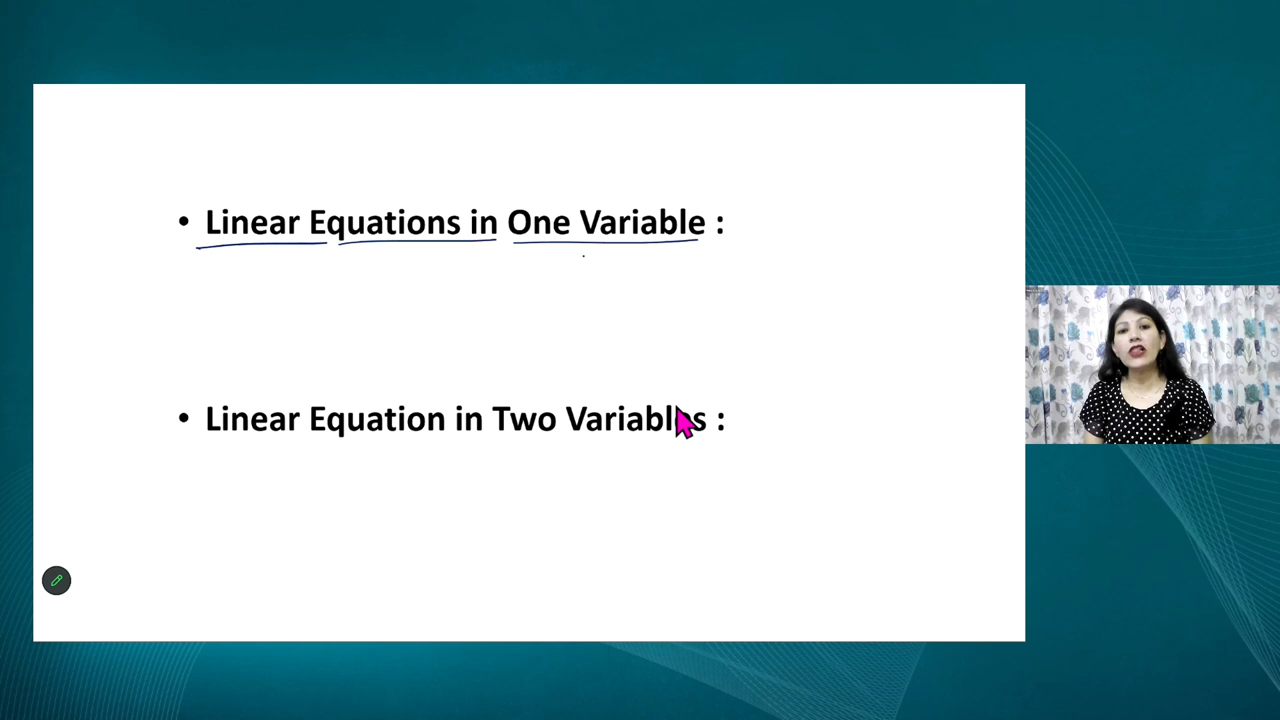 • Linear Equations in One Variable :
• Linear Equation in Two Variables :